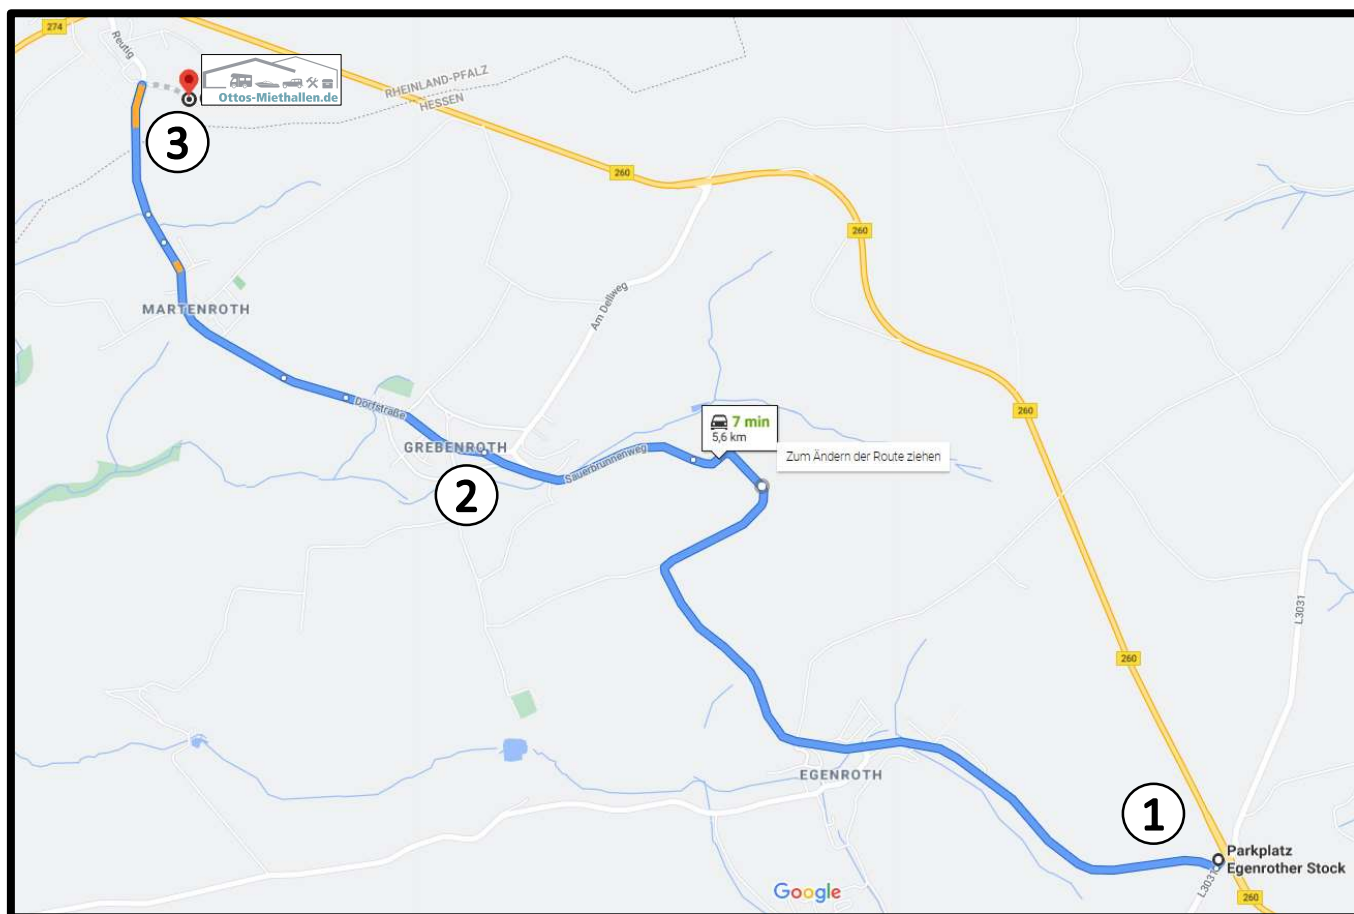 274
Reutig
Ottos-Miethallen.de
RHEINLAND-PFALZ
HESSEN
3
260
260
Am Dellweg
MARTENROTH
Dorfstraße
GREBENROTH
Sauerbrunnenweg
7 min
5,6 km
Zum Ändern der Route ziehen
260
2
L3031
260
EGENROTH
1
Parkplatz
Egenrother Stock
L3031
260
Google